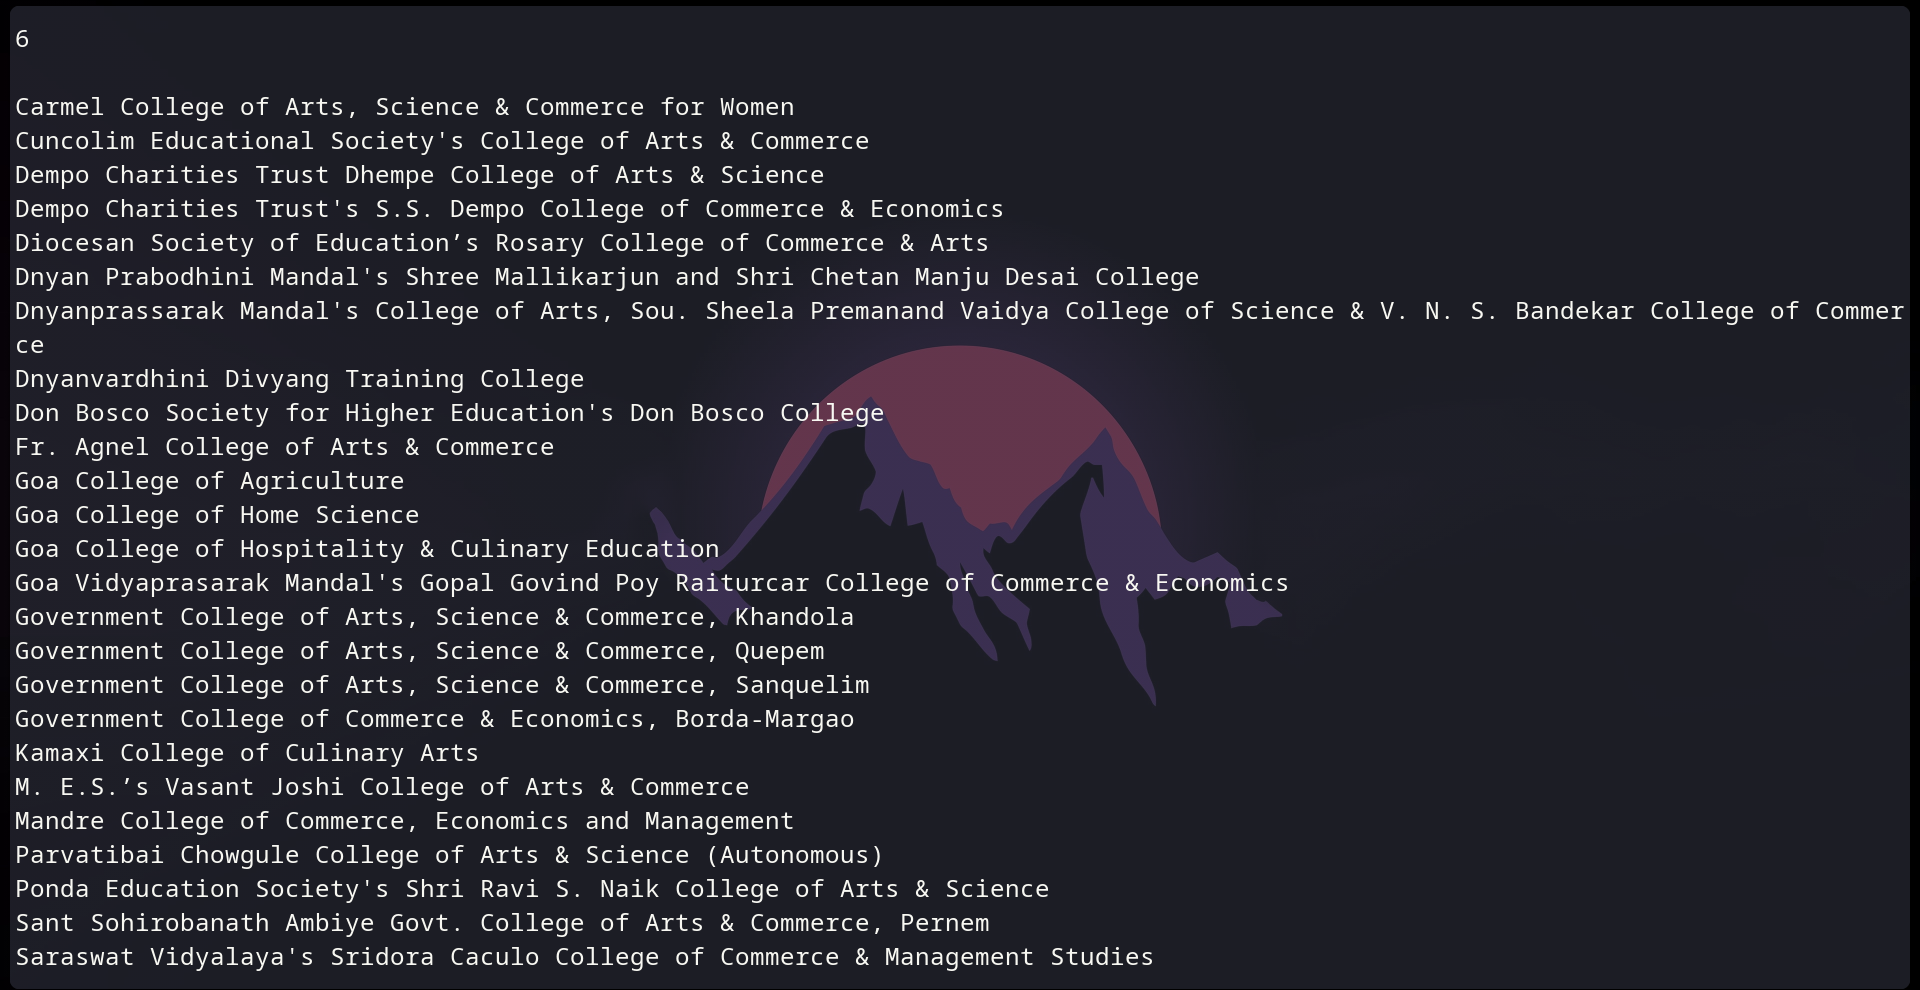 6
Carmel College of Arts, Science & Commerce for Women
Cuncolim Educational Society's College of Arts & Commerce
Dempo Charities Trust Dhempe College of Arts & Science
Dempo Charities Trust's S.S. Dempo College of Commerce & Economics
Diocesan Society of Education’s Rosary College of Commerce & Arts
Dnyan Prabodhini Mandal's Shree Mallikarjun and Shri Chetan Manju Desai College
Dnyanprassarak Mandal's College of Arts, Sou. Sheela Premanand Vaidya College of Science & V. N. S. Bandekar College of Commer
ce
Dnyanvardhini Divyang Training College
Don Bosco Society for Higher Education's Don Bosco College
Fr. Agnel College of Arts & Commerce
Goa College of Agriculture
Goa College of Home Science
Goa College of Hospitality & Culinary Education
Goa Vidyaprasarak Mandal's Gopal Govind Poy Raiturcar College of Commerce & Economics
Government College of Arts, Science & Commerce, Khandola
Government College of Arts, Science & Commerce, Quepem
Government College of Arts, Science & Commerce, Sanquelim
Government College of Commerce & Economics, Borda-Margao
Kamaxi College of Culinary Arts
M. E.S.’s Vasant Joshi College of Arts & Commerce
Mandre College of Commerce, Economics and Management
Parvatibai Chowgule College of Arts & Science (Autonomous)
Ponda Education Society's Shri Ravi S. Naik College of Arts & Science
Sant Sohirobanath Ambiye Govt. College of Arts & Commerce, Pernem
Saraswat Vidyalaya's Sridora Caculo College of Commerce & Management Studies